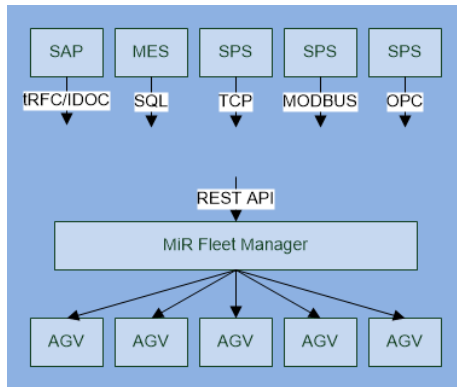 SAP MES SPS SPS SPS
tRFC/IDOC SQL TCP MODBUS OPC
REST API
MiR Fleet Manager
AGV AGV AGV AGV AGV